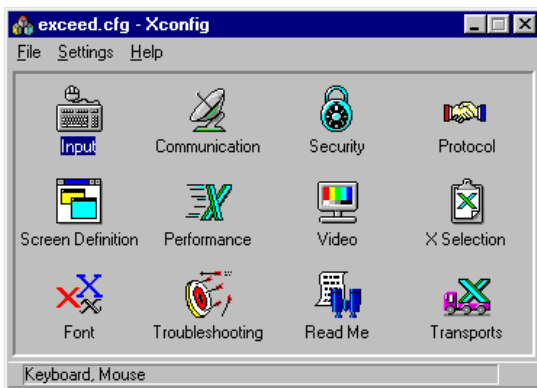 exceed.cfg - Xconfig
File Settings Help
Input Communication Security Protocol
Screen Definition Performance Video X Selection
Font Troubleshooting Read Me Transports
Keyboard, Mouse